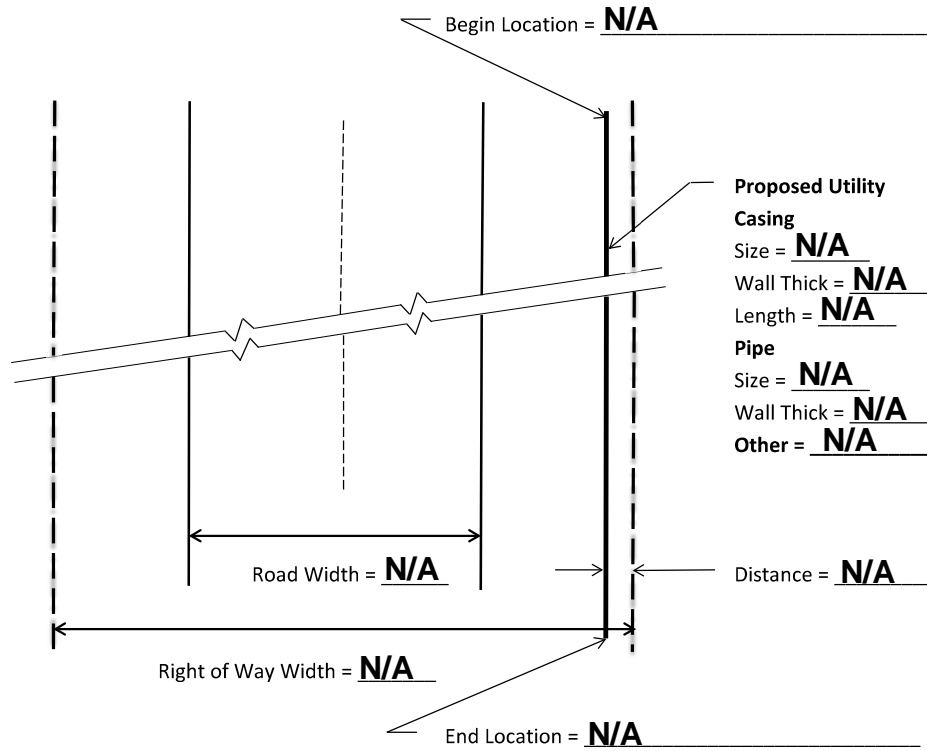 Begin Location = N/A
Proposed Utility
Casing
Size = N/A
Wall Thick = N/A
Length = N/A
Pipe
Size = N/A
Wall Thick = N/A
Other = N/A
Road Width = N/A
Distance = N/A
Right of Way Width = N/A
End Location = N/A